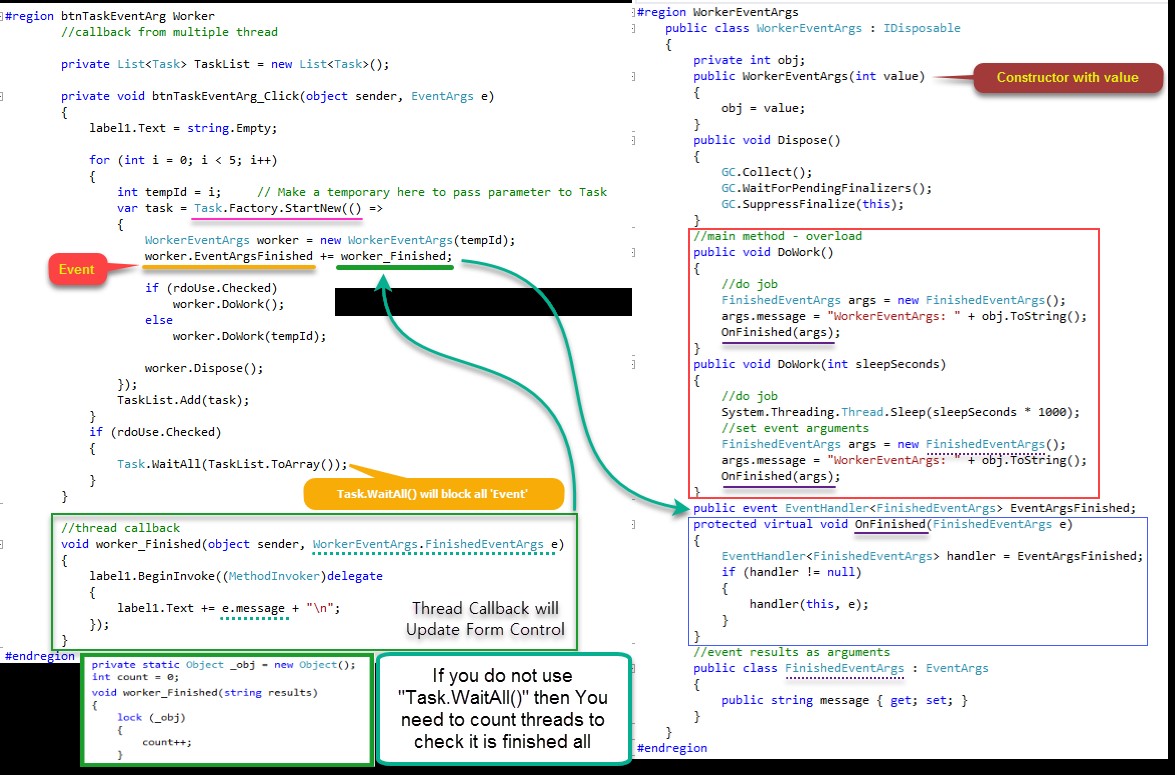 #region btnTaskEventArg Worker
//callback from multiple thread
private List<Task> TaskList = new List<Task>();
private void btnTaskEventArg_Click(object sender, EventArgs e)
{
label1.Text = string.Empty;
for (int i = 0; i < 5; i++)
{
int tempId = i;     // Make a temporary here to pass parameter to Task
var task = Task.Factory.StartNew(() =>
{
WorkerEventArgs worker = new WorkerEventArgs(tempId);
worker.EventArgsFinished += worker_Finished;
Event
if (rdoUse.Checked)
worker.DoWork();
else
worker.DoWork(tempId);
worker.Dispose();
});
TaskList.Add(task);
}
if (rdoUse.Checked)
{
Task.WaitAll(TaskList.ToArray());
}
Task.WaitAll() will block all 'Event'
}
//thread callback
void worker_Finished(object sender, WorkerEventArgs.FinishedEventArgs e)
{
label1.BeginInvoke((MethodInvoker)delegate
{
label1.Text += e.message + "\n";
});
}
Thread Callback will
Update Form Control
#endregion
private static Object _obj = new Object();
int count = 0;
void worker_Finished(string results)
{
lock (_obj)
{
count++;
}
If you do not use
"Task.WaitAll()" then You
need to count threads to
check it is finished all
#region WorkerEventArgs
public class WorkerEventArgs : IDisposable
{
private int obj;
public WorkerEventArgs(int value)
Constructor with value
{
obj = value;
}
public void Dispose()
{
GC.Collect();
GC.WaitForPendingFinalizers();
GC.SuppressFinalize(this);
}
//main method - overload
public void DoWork()
{
//do job
FinishedEventArgs args = new FinishedEventArgs();
args.message = "WorkerEventArgs: " + obj.ToString();
OnFinished(args);
}
public void DoWork(int sleepSeconds)
{
//do job
System.Threading.Thread.Sleep(sleepSeconds * 1000);
//set event arguments
FinishedEventArgs args = new FinishedEventArgs();
args.message = "WorkerEventArgs: " + obj.ToString();
OnFinished(args);
}
public event EventHandler<FinishedEventArgs> EventArgsFinished;
protected virtual void OnFinished(FinishedEventArgs e)
{
EventHandler<FinishedEventArgs> handler = EventArgsFinished;
if (handler != null)
{
handler(this, e);
}
}
//event results as arguments
public class FinishedEventArgs : EventArgs
{
public string message { get; set; }
}
}
#endregion